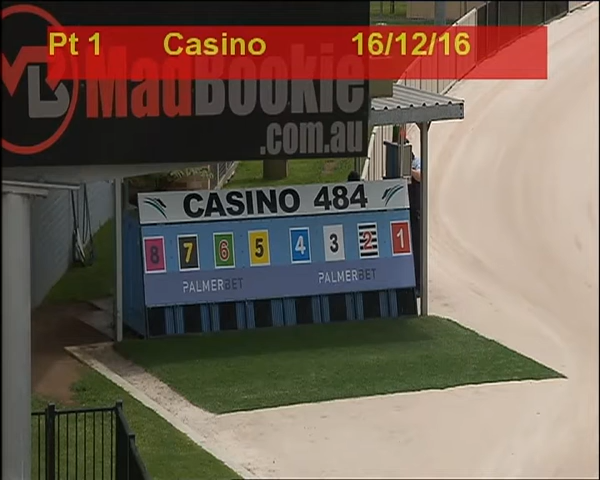 Pt 1 Casino 16/12/16
MB MadBookie
.com.au
CASINO 484
8 7 6 5 4 3 2 1
PALMERBET PALMERBET